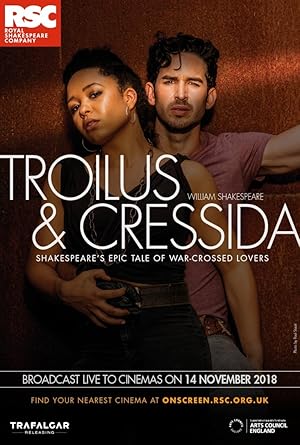 RSC
ROYAL
SHAKESPEARE
COMPANY
TROILUS
WILLIAM SHAKESPEARE
& CRESSIDA
SHAKESPEARE'S EPIC TALE OF WAR-CROSSED LOVERS
BROADCAST LIVE TO CINEMAS ON 14 NOVEMBER 2018
FIND YOUR NEAREST CINEMA AT ONSCREEN.RSC.ORG.UK
TRAFALGAR
RELEASING
ARTS COUNCIL
ENGLAND